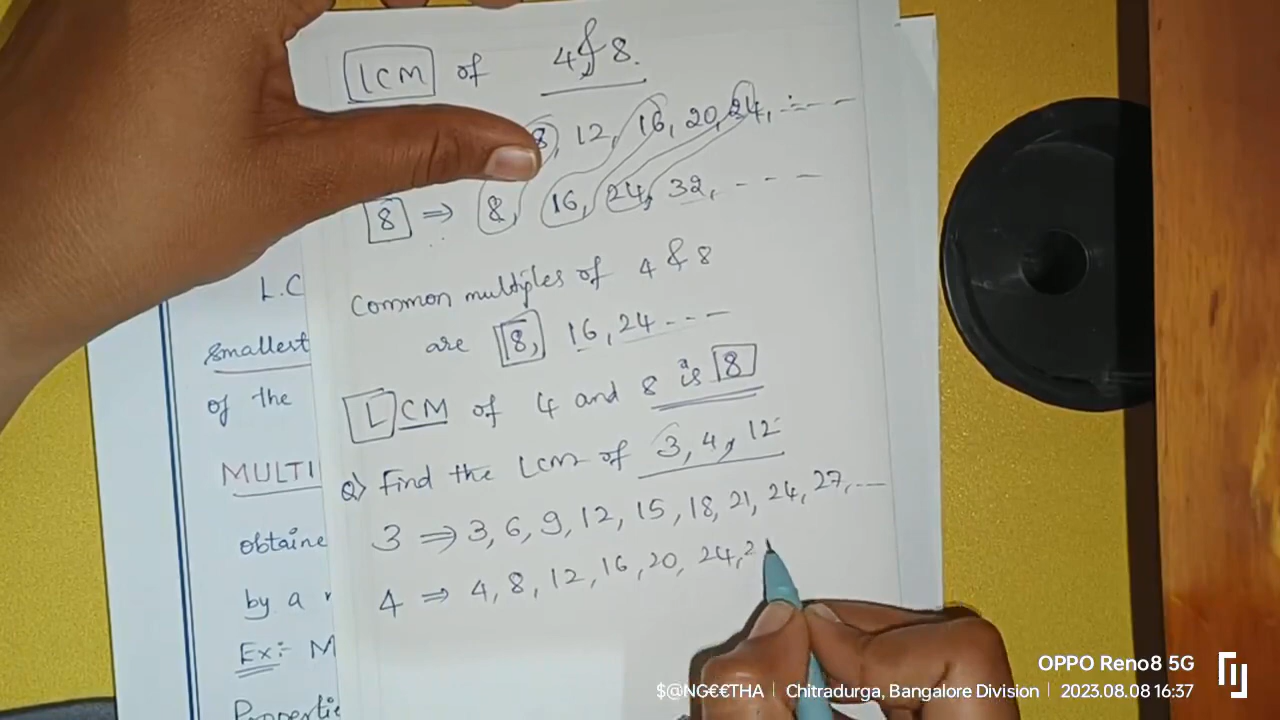 LCM of 4 & 8.
8, 12, 16, 20, 24, ----
8 ⇒ 8, 16, 24, 32, - - -
Common multiples of 4 & 8
are 8, 16, 24 - - -
LCM of 4 and 8 is 8
Q) Find the LCM of 3, 4, 12
3 ⇒ 3, 6, 9, 12, 15, 18, 21, 24, 27, ---
4 ⇒ 4, 8, 12, 16, 20, 24, 2
L.C
smallest
of the
MULTI
obtaine
by a
Ex:- M
Propertie
OPPO Reno8 5G
$@NG€€THA | Chitradurga, Bangalore Division | 2023.08.08 16:37